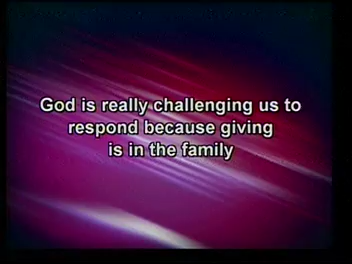 God is really challenging us to
respond because giving
is in the family